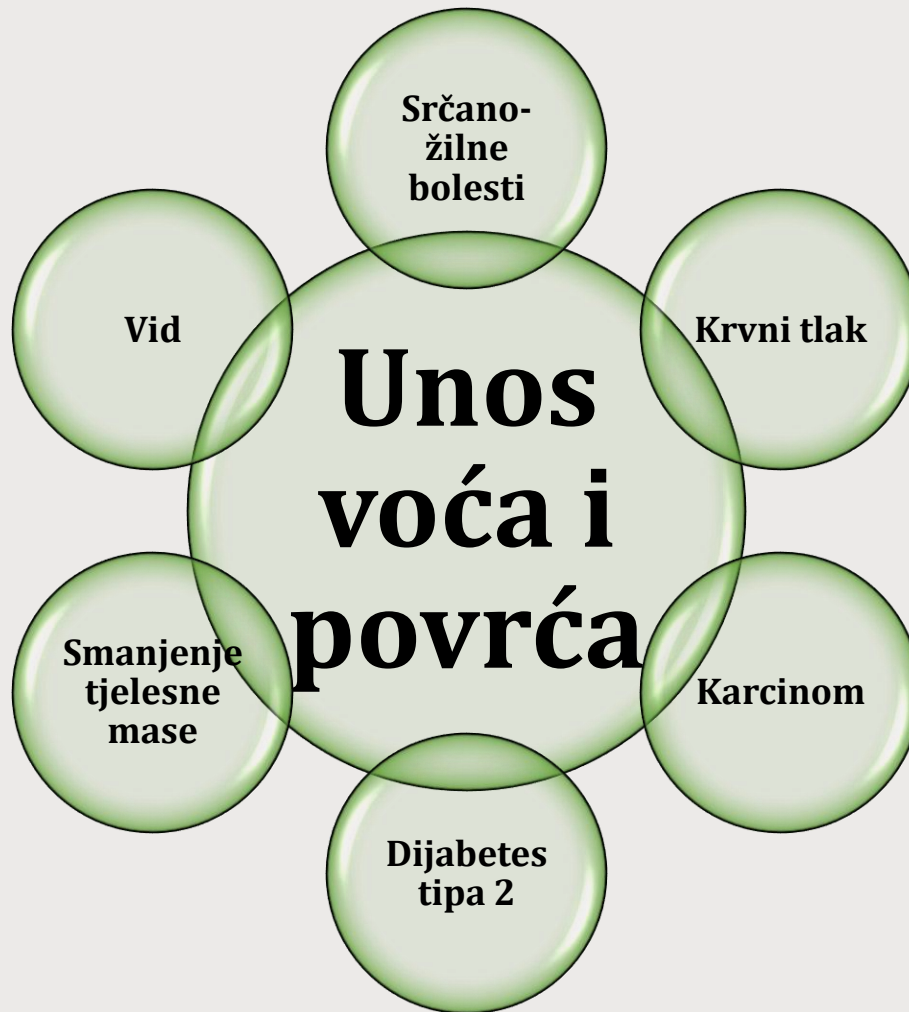 Srčano-
žilne
bolesti
Vid
Krvni tlak
Unos
voća i
povrća
Smanjenje
tjelesne
mase
Karcinom
Dijabetes
tipa 2